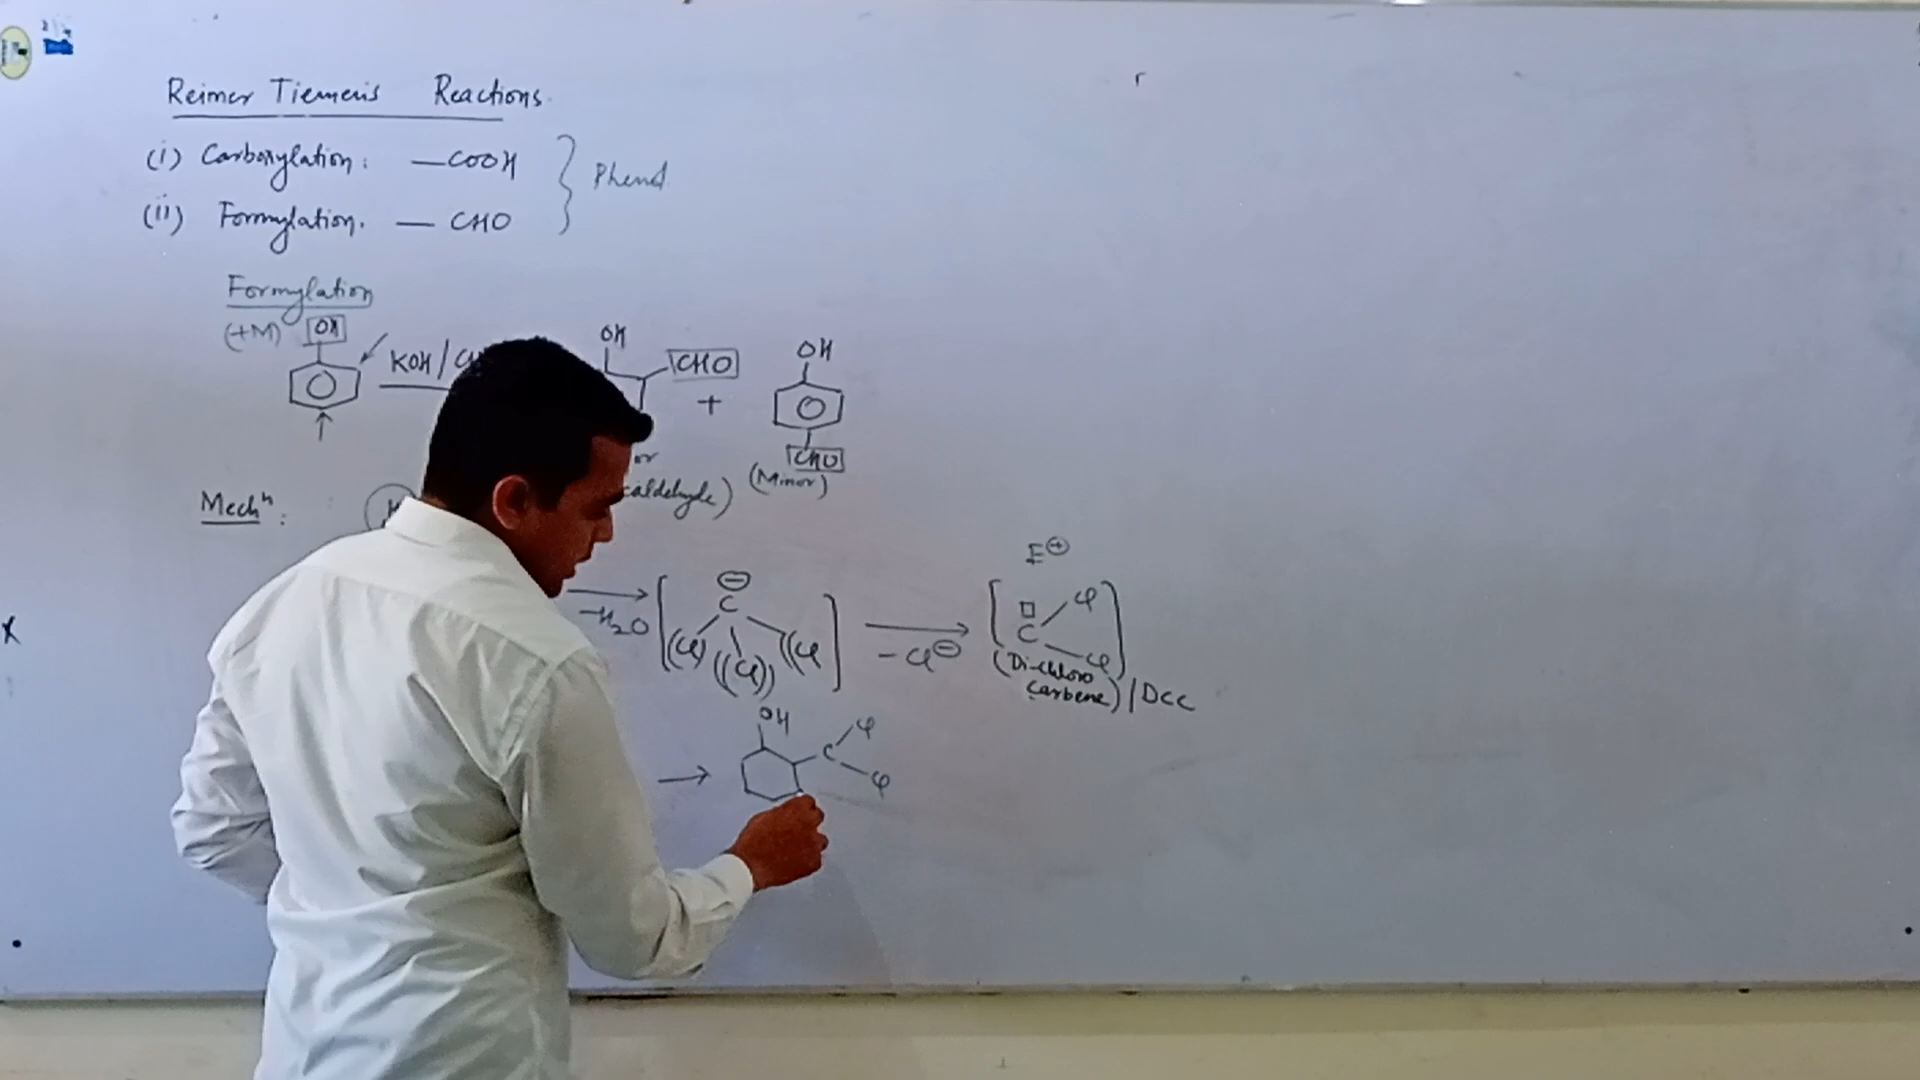 Reimer Tiemens Reactions.
(i) Carboxylation: —COOH
(ii) Formylation. — CHO
} Phenol
Formylation
(+M) OH
KOH /
OH
CHO
+
OH
CHO
caldehyde) (Minor)
Mechⁿ :
-H₂O
[ ⊖
C
Cl Cl Cl ]
-Cl⊖
E⊕
[ C
Cl
Cl ]
(Di-chloro
Carbene) / DCC
→
OH
C
Cl
Cl